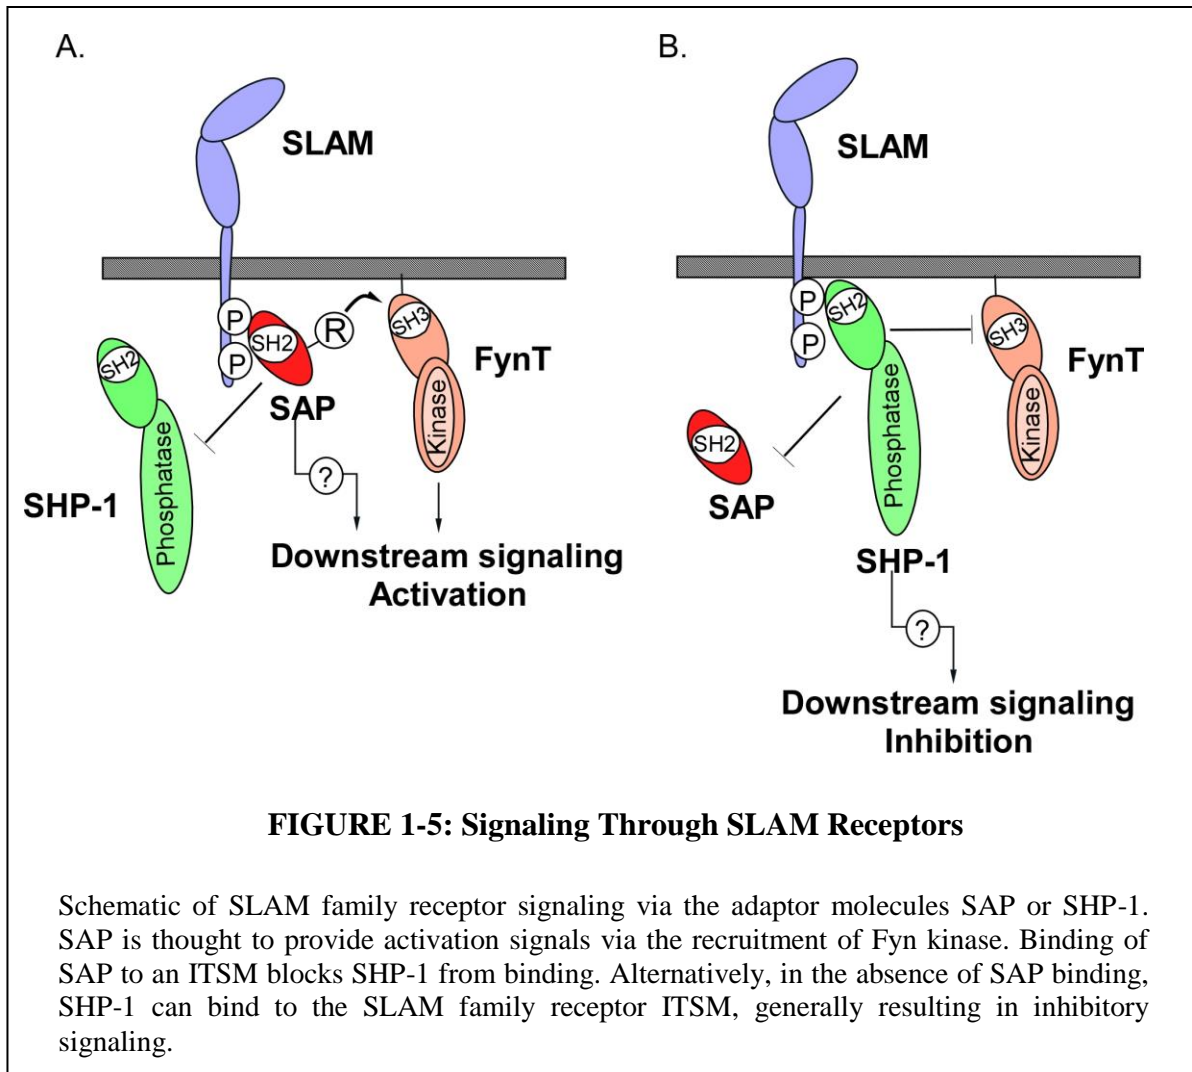 A.
SLAM
P
P
SH2
R
SH3
FynT
SAP
Kinase
SH2
Phosphatase
SHP-1
?
Downstream signaling
Activation
B.
SLAM
P
P
SH2
SH3
FynT
Kinase
SH2
SAP
Phosphatase
SHP-1
?
Downstream signaling
Inhibition
FIGURE 1-5: Signaling Through SLAM Receptors
Schematic of SLAM family receptor signaling via the adaptor molecules SAP or SHP-1.
SAP is thought to provide activation signals via the recruitment of Fyn kinase. Binding of
SAP to an ITSM blocks SHP-1 from binding. Alternatively, in the absence of SAP binding,
SHP-1 can bind to the SLAM family receptor ITSM, generally resulting in inhibitory
signaling.